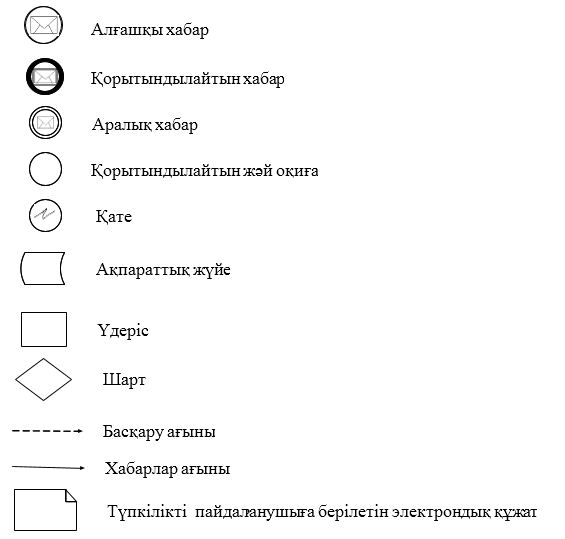 Алғашқы хабар
Қорытындылайтын хабар
Аралық хабар
Қорытындылайтын жәй оқиға
Қате
Ақпараттық жүйе
Үдеріс
Шарт
Басқару ағыны
Хабарлар ағыны
Түпкілікті пайдаланушыға берілетін электрондық құжат